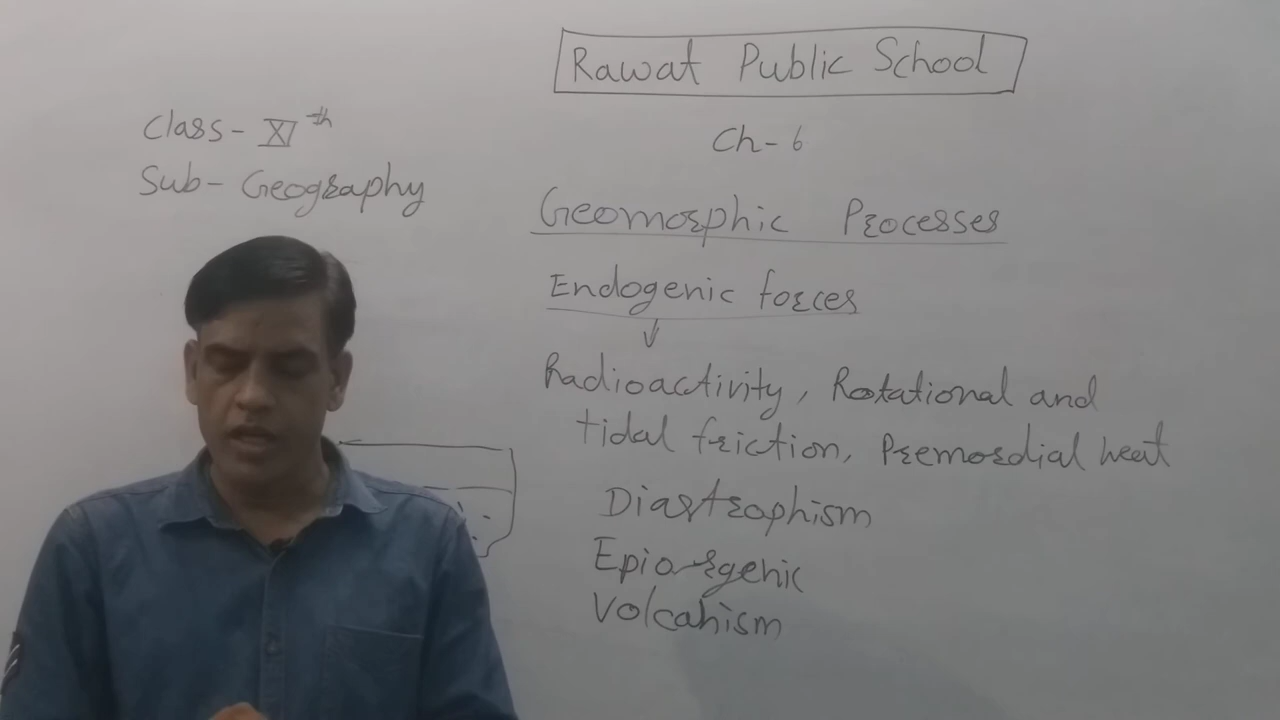 Rawat Public School
Class - XI th
Ch - 6
Sub - Geography
Geomorphic Processes
Endogenic forces
Radioactivity, Rotational and
tidal friction, Premordial heat
Diastrophism
Epiorgenic
Volcanism